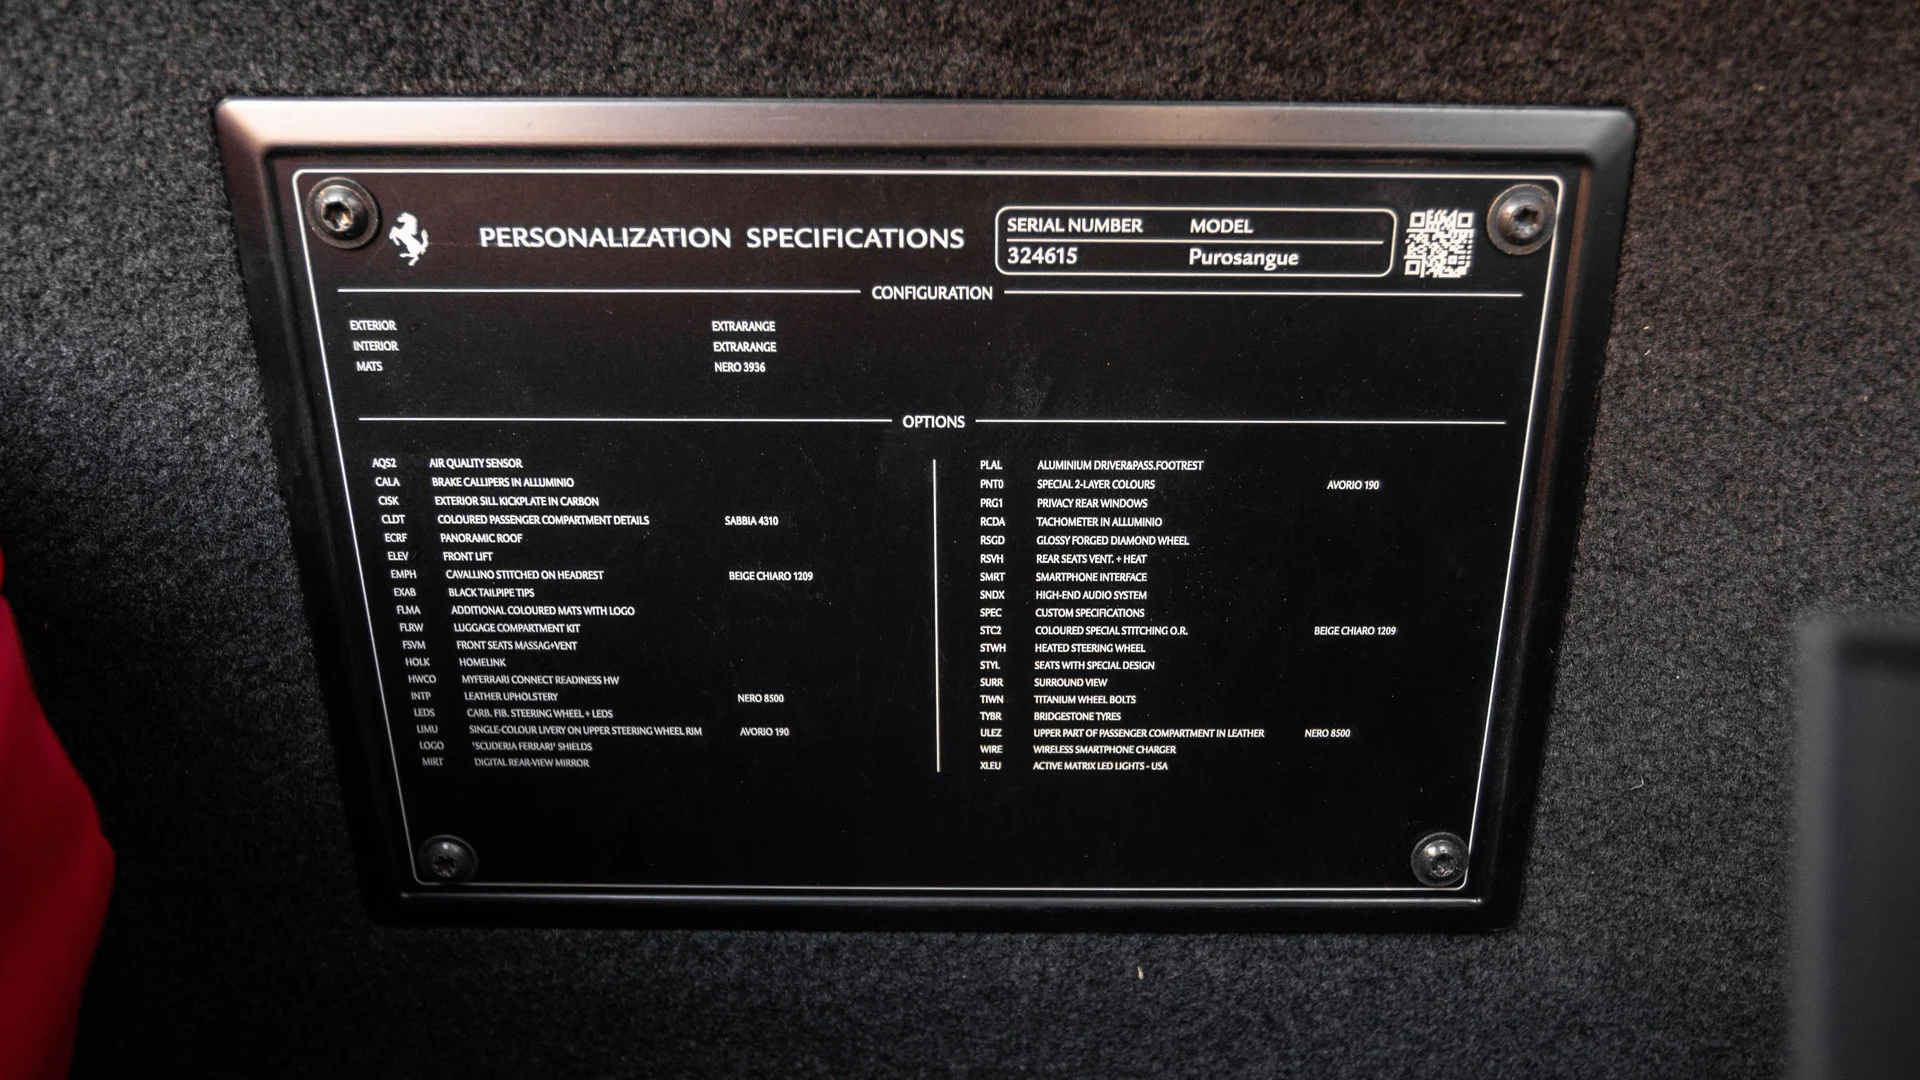 PERSONALIZATION SPECIFICATIONS
SERIAL NUMBER MODEL
324615 Purosangue
CONFIGURATION
EXTERIOR EXTRARANGE
INTERIOR EXTRARANGE
MATS NERO 3936
OPTIONS
AQS2 AIR QUALITY SENSOR
CALA BRAKE CALLIPERS IN ALLUMINIO
CISK EXTERIOR SILL KICKPLATE IN CARBON
CLDT COLOURED PASSENGER COMPARTMENT DETAILS SABBIA 4310
ECRF PANORAMIC ROOF
ELEV FRONT LIFT
EMPH CAVALLINO STITCHED ON HEADREST BEIGE CHIARO 1209
EXAB BLACK TAILPIPE TIPS
FLMA ADDITIONAL COLOURED MATS WITH LOGO
FLRW LUGGAGE COMPARTMENT KIT
FSVM FRONT SEATS MASSAG+VENT
HOLK HOMELINK
HWCO MYFERRARI CONNECT READINESS HW
INTP LEATHER UPHOLSTERY NERO 8500
LEDS CARB. FIB. STEERING WHEEL + LEDS
LIMU SINGLE-COLOUR LIVERY ON UPPER STEERING WHEEL RIM AVORIO 190
LOGO 'SCUDERIA FERRARI' SHIELDS
MIRT DIGITAL REAR-VIEW MIRROR
PLAL ALUMINIUM DRIVER&PASS.FOOTREST
PNT0 SPECIAL 2-LAYER COLOURS AVORIO 190
PRG1 PRIVACY REAR WINDOWS
RCDA TACHOMETER IN ALLUMINIO
RSGD GLOSSY FORGED DIAMOND WHEEL
RSVH REAR SEATS VENT. + HEAT
SMRT SMARTPHONE INTERFACE
SNDX HIGH-END AUDIO SYSTEM
SPEC CUSTOM SPECIFICATIONS
STC2 COLOURED SPECIAL STITCHING O.R. BEIGE CHIARO 1209
STWH HEATED STEERING WHEEL
STYL SEATS WITH SPECIAL DESIGN
SURR SURROUND VIEW
TIWN TITANIUM WHEEL BOLTS
TYBR BRIDGESTONE TYRES
ULEZ UPPER PART OF PASSENGER COMPARTMENT IN LEATHER NERO 8500
WIRE WIRELESS SMARTPHONE CHARGER
XLEU ACTIVE MATRIX LED LIGHTS - USA